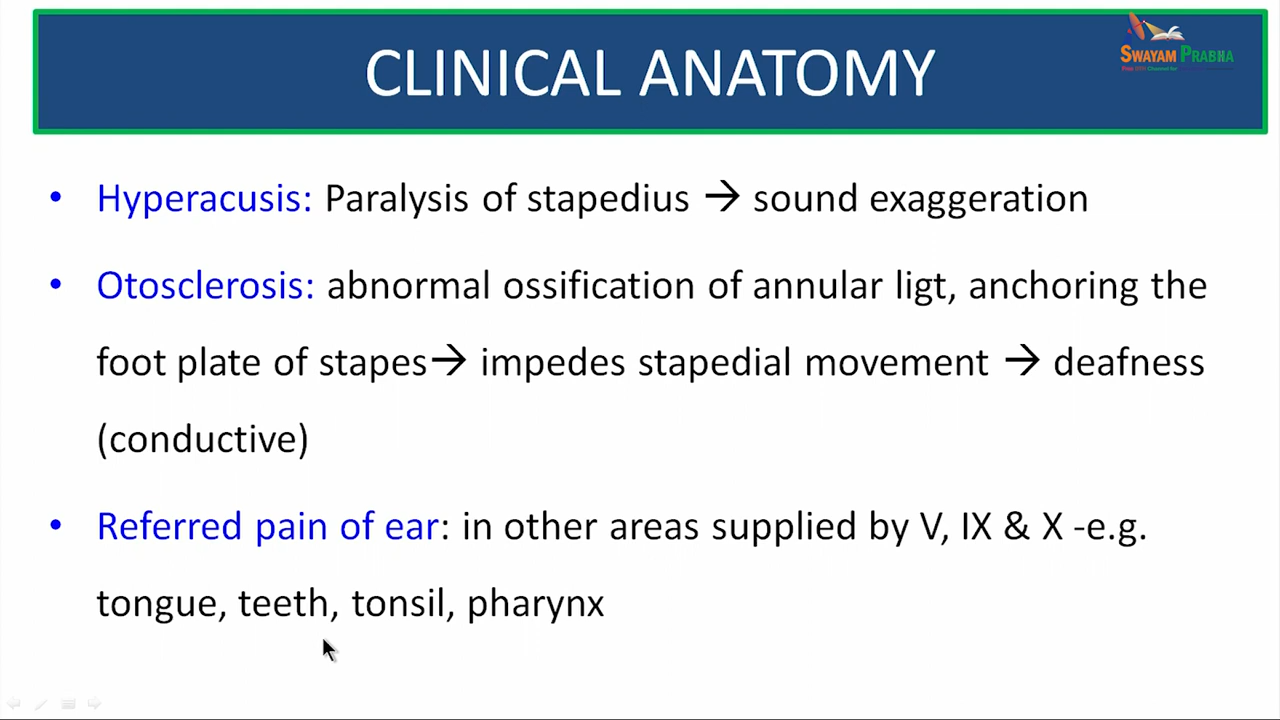 SWAYAM PRABHA
CLINICAL ANATOMY
• Hyperacusis: Paralysis of stapedius → sound exaggeration
• Otosclerosis: abnormal ossification of annular ligt, anchoring the
foot plate of stapes→ impedes stapedial movement → deafness
(conductive)
• Referred pain of ear: in other areas supplied by V, IX & X -e.g.
tongue, teeth, tonsil, pharynx